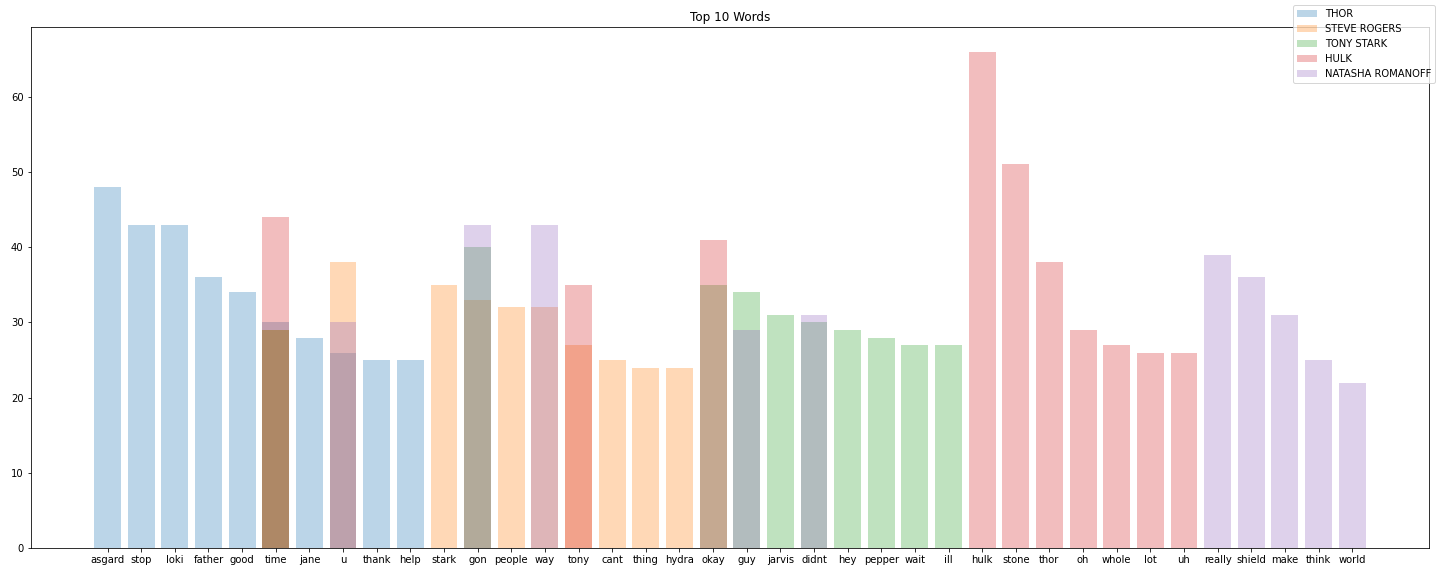 Top 10 Words
THOR
STEVE ROGERS
TONY STARK
HULK
NATASHA ROMANOFF
60
50
40
30
20
10
0
asgard stop loki father good time jane u thank help stark gon people way tony cant thing hydra okay guy jarvis didnt hey pepper wait ill hulk stone thor oh whole lot uh really shield make think world